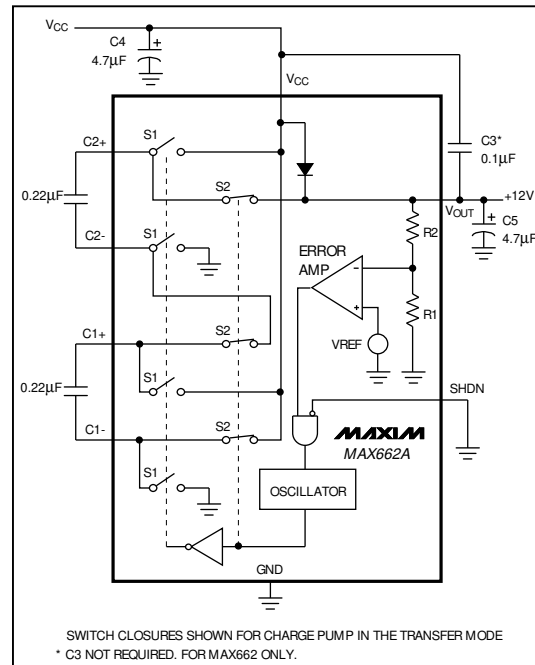 VCC
C4
+
4.7µF
VCC
C2+
S1
C3*
0.1µF
0.22µF
S2
+12V
VOUT
+
C5
4.7µF
C2-
S1
R2
ERROR
AMP
−
+
R1
C1+
S2
VREF
0.22µF
S1
SHDN
C1-
S2
MAXIM
MAX662A
S1
OSCILLATOR
GND
SWITCH CLOSURES SHOWN FOR CHARGE PUMP IN THE TRANSFER MODE
* C3 NOT REQUIRED. FOR MAX662 ONLY.